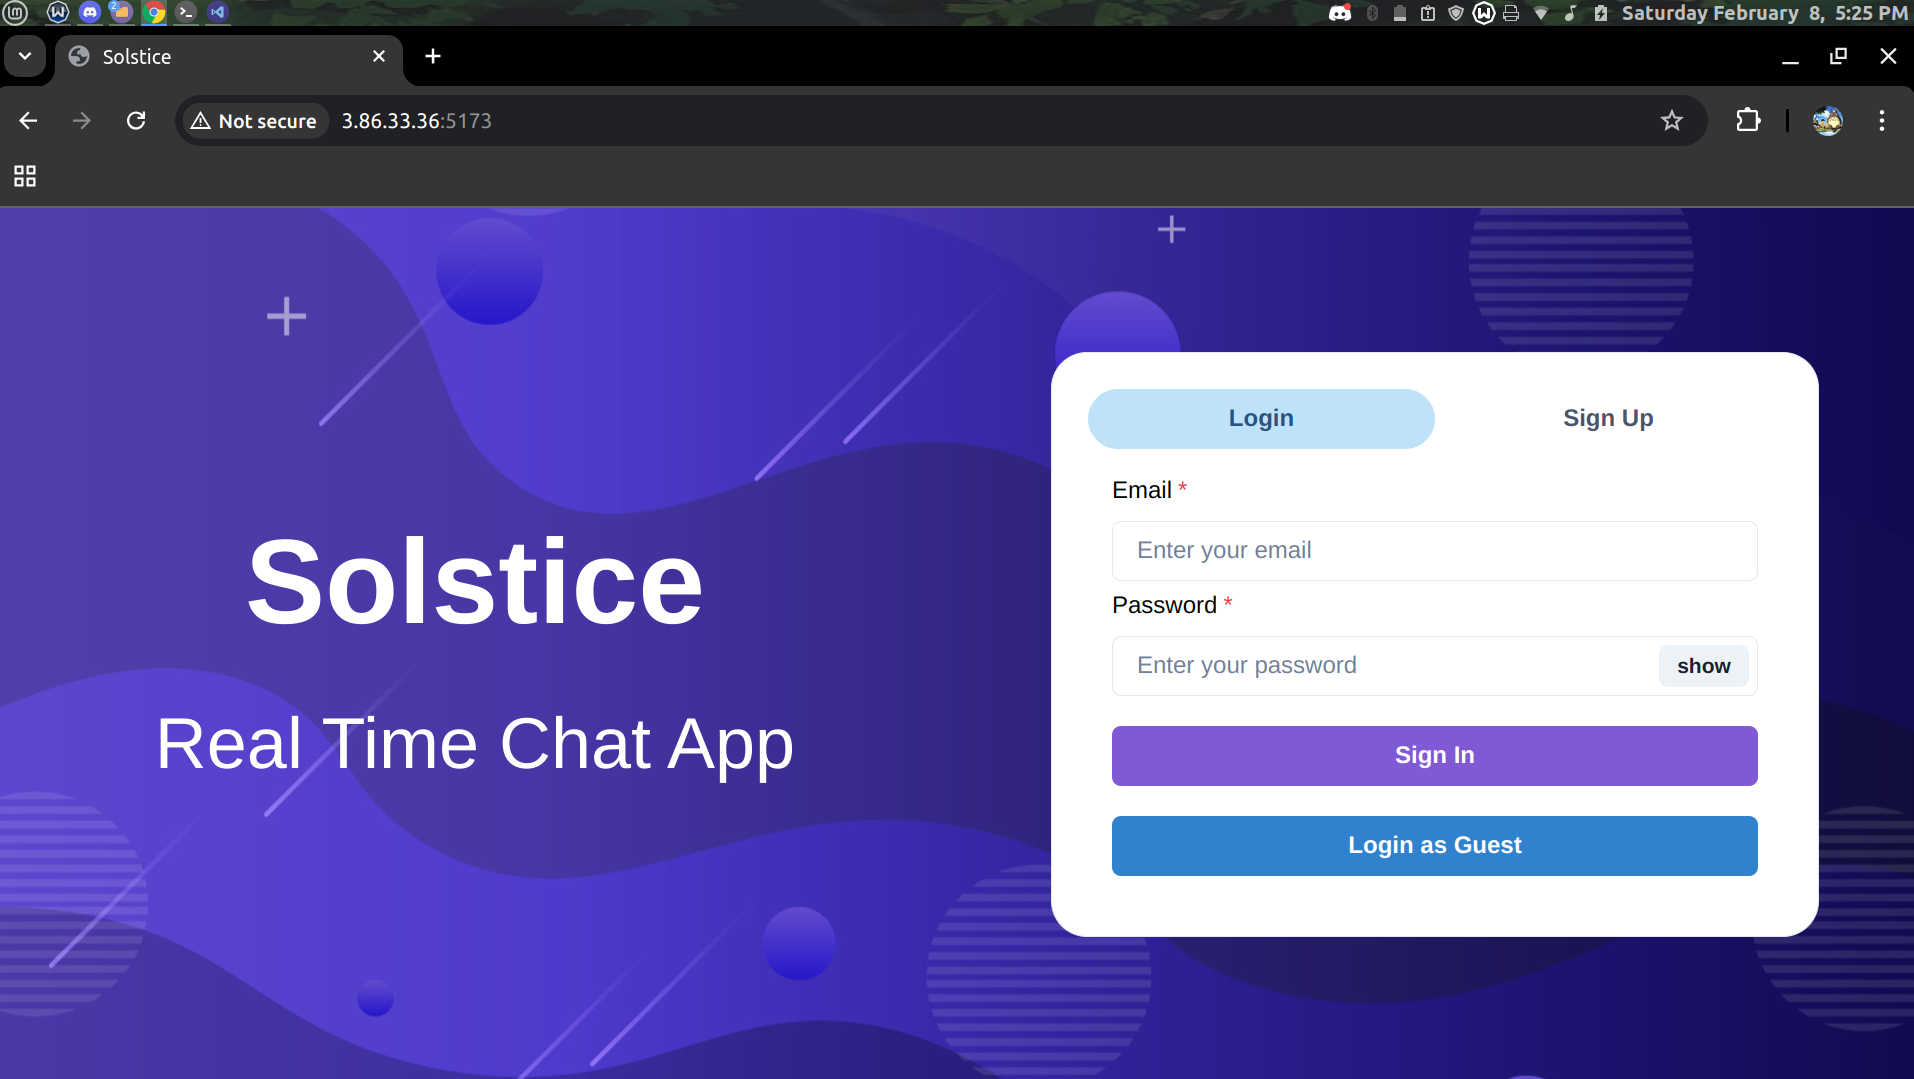 2
Saturday February 8, 5:25 PM
Solstice
Not secure
3.86.33.36:5173
Login
Sign Up
Email *
Enter your email
Password *
Enter your password
show
Sign In
Login as Guest
Solstice
Real Time Chat App